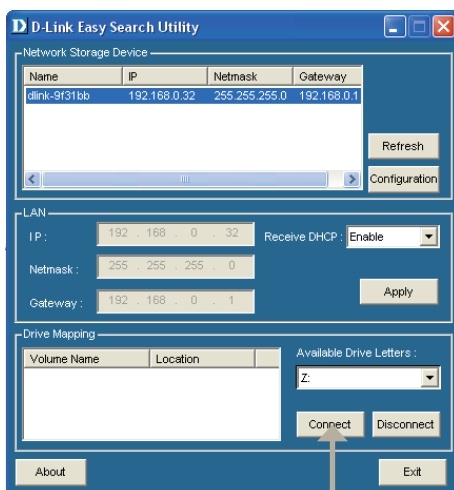 D D-Link Easy Search Utility
Network Storage Device
Name IP Netmask Gateway
dlink-9f31bb 192.168.0.32 255.255.255.0 192.168.0.1
Refresh
Configuration
LAN
IP : 192 . 168 . 0 . 32 Receive DHCP : Enable
Netmask : 255 . 255 . 255 . 0
Apply
Gateway : 192 . 168 . 0 . 1
Drive Mapping
Volume Name Location Available Drive Letters :
Z:
Connect Disconnect
About Exit